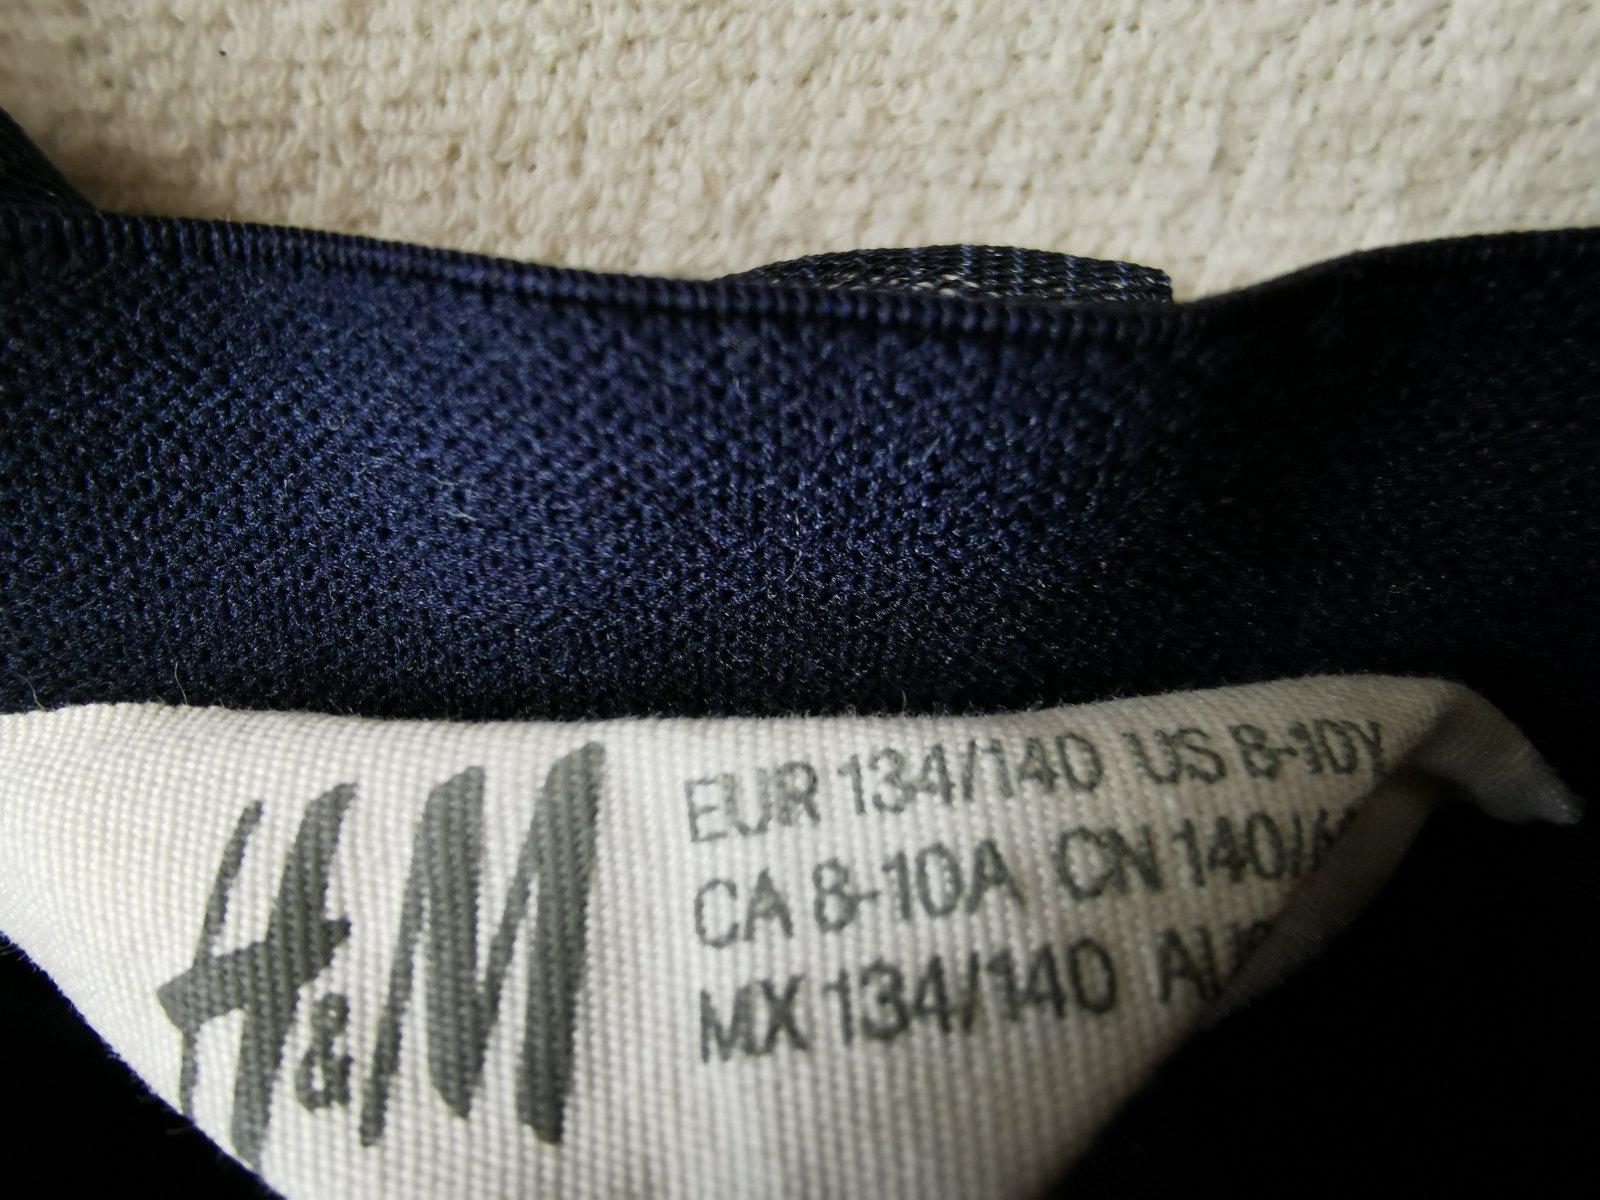 H&M
EUR 134/140 US 8-10Y
CA 8-10A CN 140/
MX 134/140